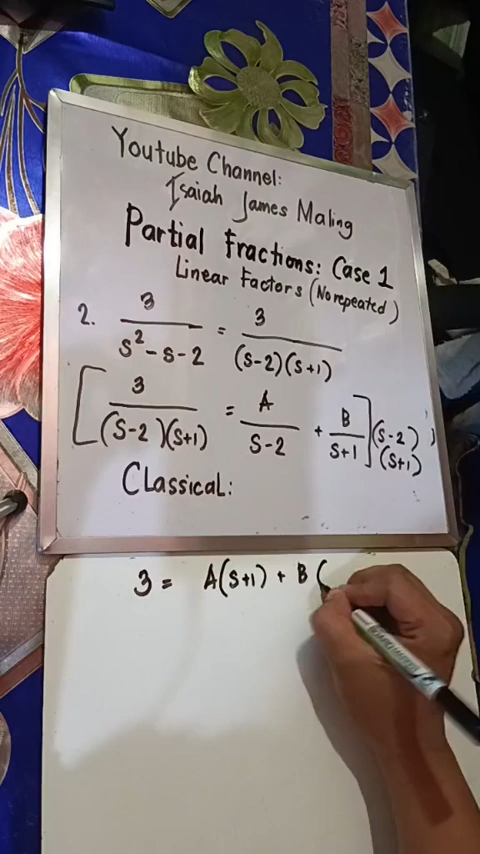 Youtube Channel:
Isaiah James Maling
Partial Fractions: Case 1
Linear Factors (No repeated)
2. 3/(s²-s-2) = 3/((s-2)(s+1))
[3/((s-2)(s+1)) = A/(s-2) + B/(s+1)](s-2)(s+1)
Classical:
3 = A(s+1) + B(